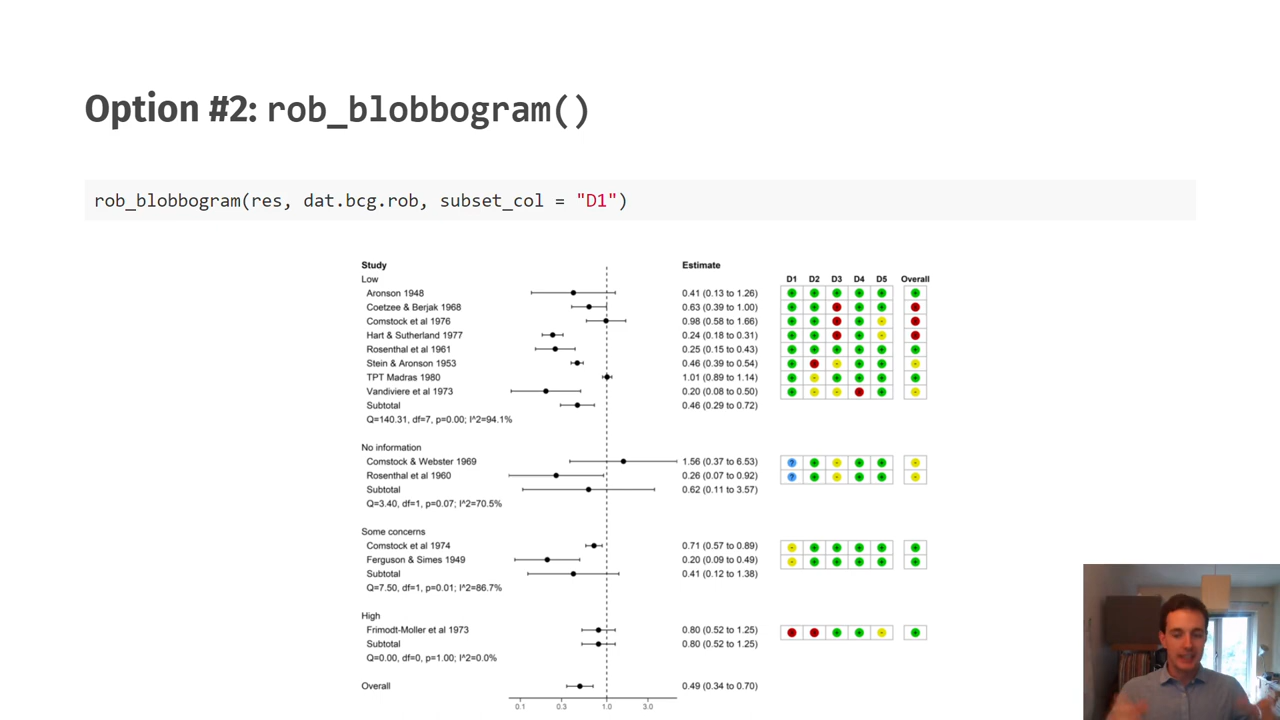 Option #2: rob_blobbogram()
rob_blobbogram(res, dat.bcg.rob, subset_col = "D1")
Study Estimate D1 D2 D3 D4 D5 Overall
Low
Aronson 1948 0.41 (0.13 to 1.26)
Coetzee & Berjak 1968 0.63 (0.39 to 1.00)
Comstock et al 1976 0.98 (0.58 to 1.66)
Hart & Sutherland 1977 0.24 (0.18 to 0.31)
Rosenthal et al 1961 0.25 (0.15 to 0.43)
Stein & Aronson 1953 0.46 (0.39 to 0.54)
TPT Madras 1980 1.01 (0.89 to 1.14)
Vandiviere et al 1973 0.20 (0.08 to 0.50)
Subtotal 0.46 (0.29 to 0.72)
Q=140.31, df=7, p=0.00; I^2=94.1%
No information
Comstock & Webster 1969 1.56 (0.37 to 6.53)
Rosenthal et al 1960 0.26 (0.07 to 0.92)
Subtotal 0.62 (0.11 to 3.57)
Q=3.40, df=1, p=0.07; I^2=70.5%
Some concerns
Comstock et al 1974 0.71 (0.57 to 0.89)
Ferguson & Simes 1949 0.20 (0.09 to 0.49)
Subtotal 0.41 (0.12 to 1.38)
Q=7.50, df=1, p=0.01; I^2=86.7%
High
Frimodt-Moller et al 1973 0.80 (0.52 to 1.25)
Subtotal 0.80 (0.52 to 1.25)
Q=0.00, df=0, p=1.00; I^2=0.0%
Overall 0.49 (0.34 to 0.70)
0.1 0.3 1.0 3.0